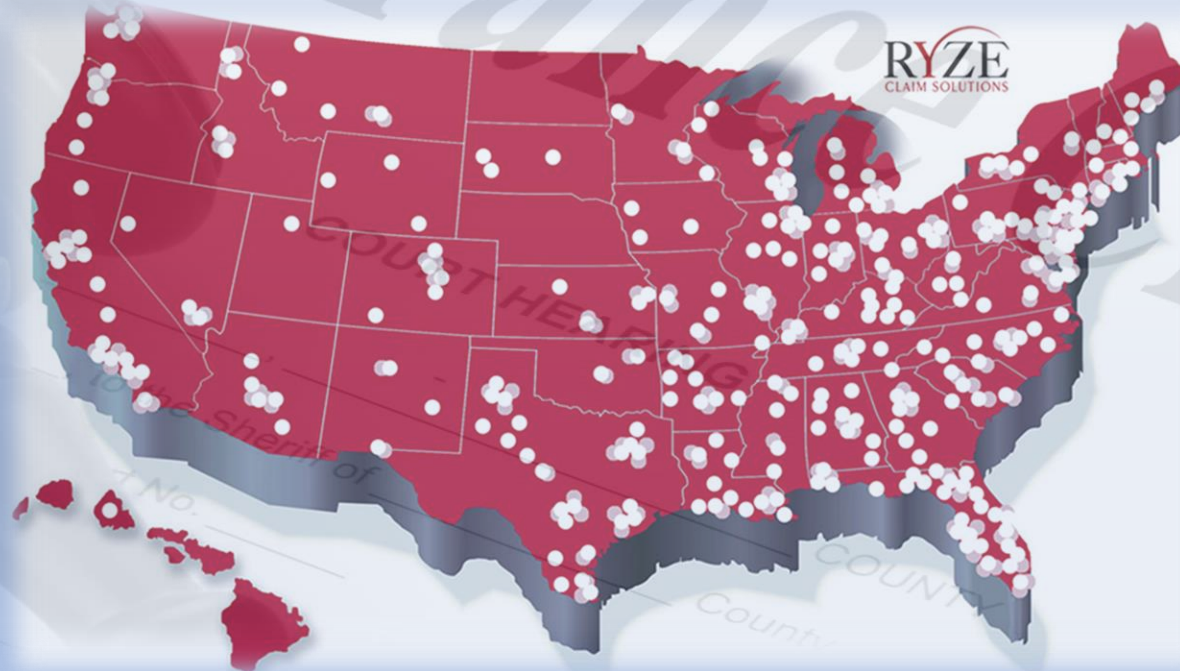 RYZE
CLAIM SOLUTIONS
COURT HEARING
to the Sheriff of
No.
COUNTY
County